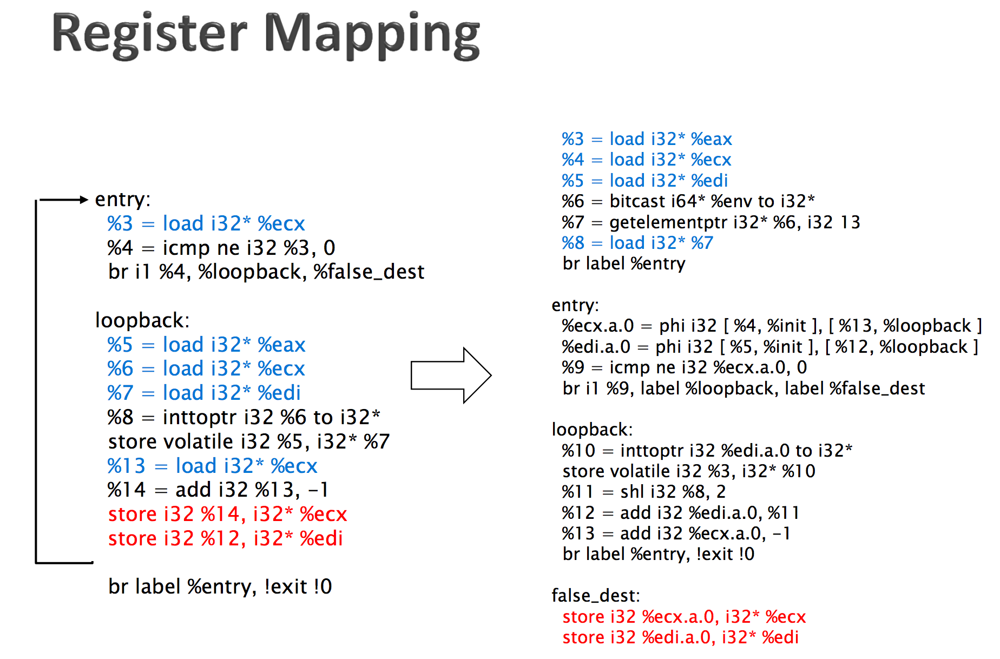 Register Mapping
entry:
%3 = load i32* %ecx
%4 = icmp ne i32 %3, 0
br i1 %4, %loopback, %false_dest
loopback:
%5 = load i32* %eax
%6 = load i32* %ecx
%7 = load i32* %edi
%8 = inttoptr i32 %6 to i32*
store volatile i32 %5, i32* %7
%13 = load i32* %ecx
%14 = add i32 %13, -1
store i32 %14, i32* %ecx
store i32 %12, i32* %edi
br label %entry, !exit !0
%3 = load i32* %eax
%4 = load i32* %ecx
%5 = load i32* %edi
%6 = bitcast i64* %env to i32*
%7 = getelementptr i32* %6, i32 13
%8 = load i32* %7
br label %entry
entry:
%ecx.a.0 = phi i32 [ %4, %init ], [ %13, %loopback ]
%edi.a.0 = phi i32 [ %5, %init ], [ %12, %loopback ]
%9 = icmp ne i32 %ecx.a.0, 0
br i1 %9, label %loopback, label %false_dest
loopback:
%10 = inttoptr i32 %edi.a.0 to i32*
store volatile i32 %3, i32* %10
%11 = shl i32 %8, 2
%12 = add i32 %edi.a.0, %11
%13 = add i32 %ecx.a.0, -1
br label %entry, !exit !0
false_dest:
store i32 %ecx.a.0, i32* %ecx
store i32 %edi.a.0, i32* %edi